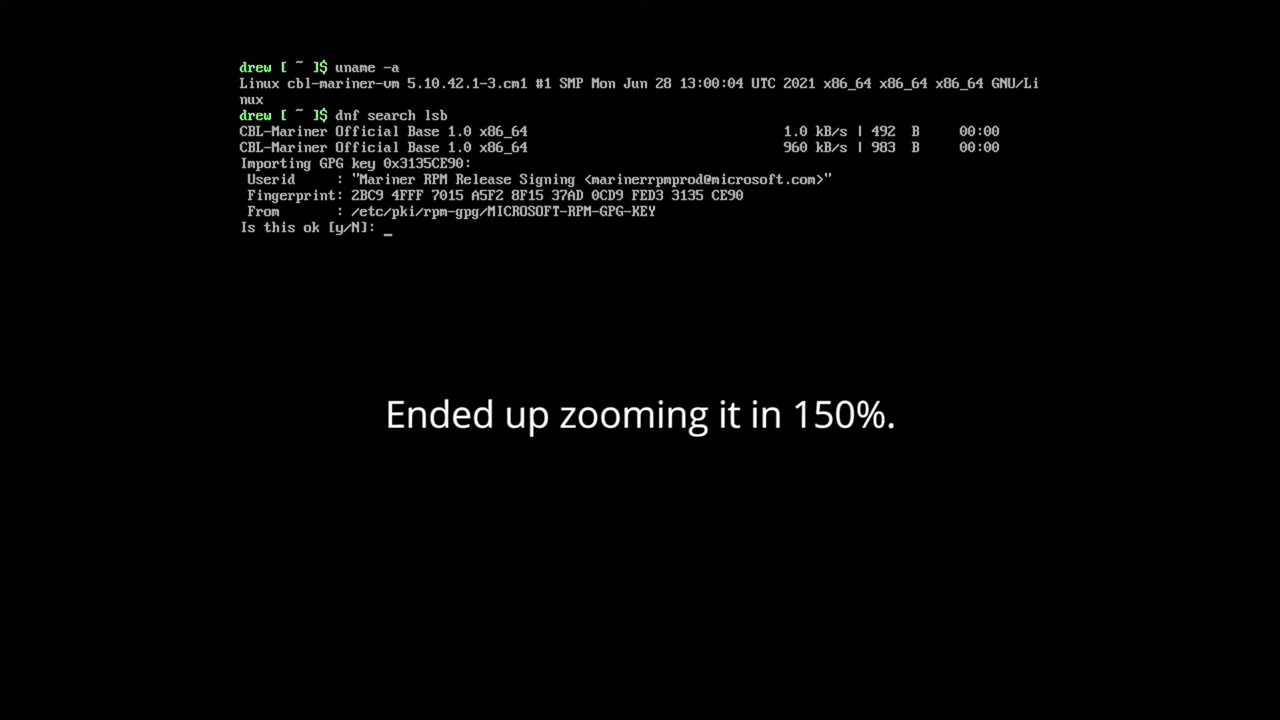 drew [ ~ ]$ uname -a
Linux cbl-mariner-vm 5.10.42.1-3.cm1 #1 SMP Mon Jun 28 13:00:04 UTC 2021 x86_64 x86_64 x86_64 GNU/Li
nux
drew [ ~ ]$ dnf search lsb
CBL-Mariner Official Base 1.0 x86_64 1.0 kB/s | 492 B 00:00
CBL-Mariner Official Base 1.0 x86_64 960 kB/s | 983 B 00:00
Importing GPG key 0x3135CE90:
Userid : "Mariner RPM Release Signing <marinerrpmprod@microsoft.com>"
Fingerprint: 2BC9 4FFF 7015 A5F2 8F15 37AD 0CD9 FED3 3135 CE90
From : /etc/pki/rpm-gpg/MICROSOFT-RPM-GPG-KEY
Is this ok [y/N]: _
Ended up zooming it in 150%.